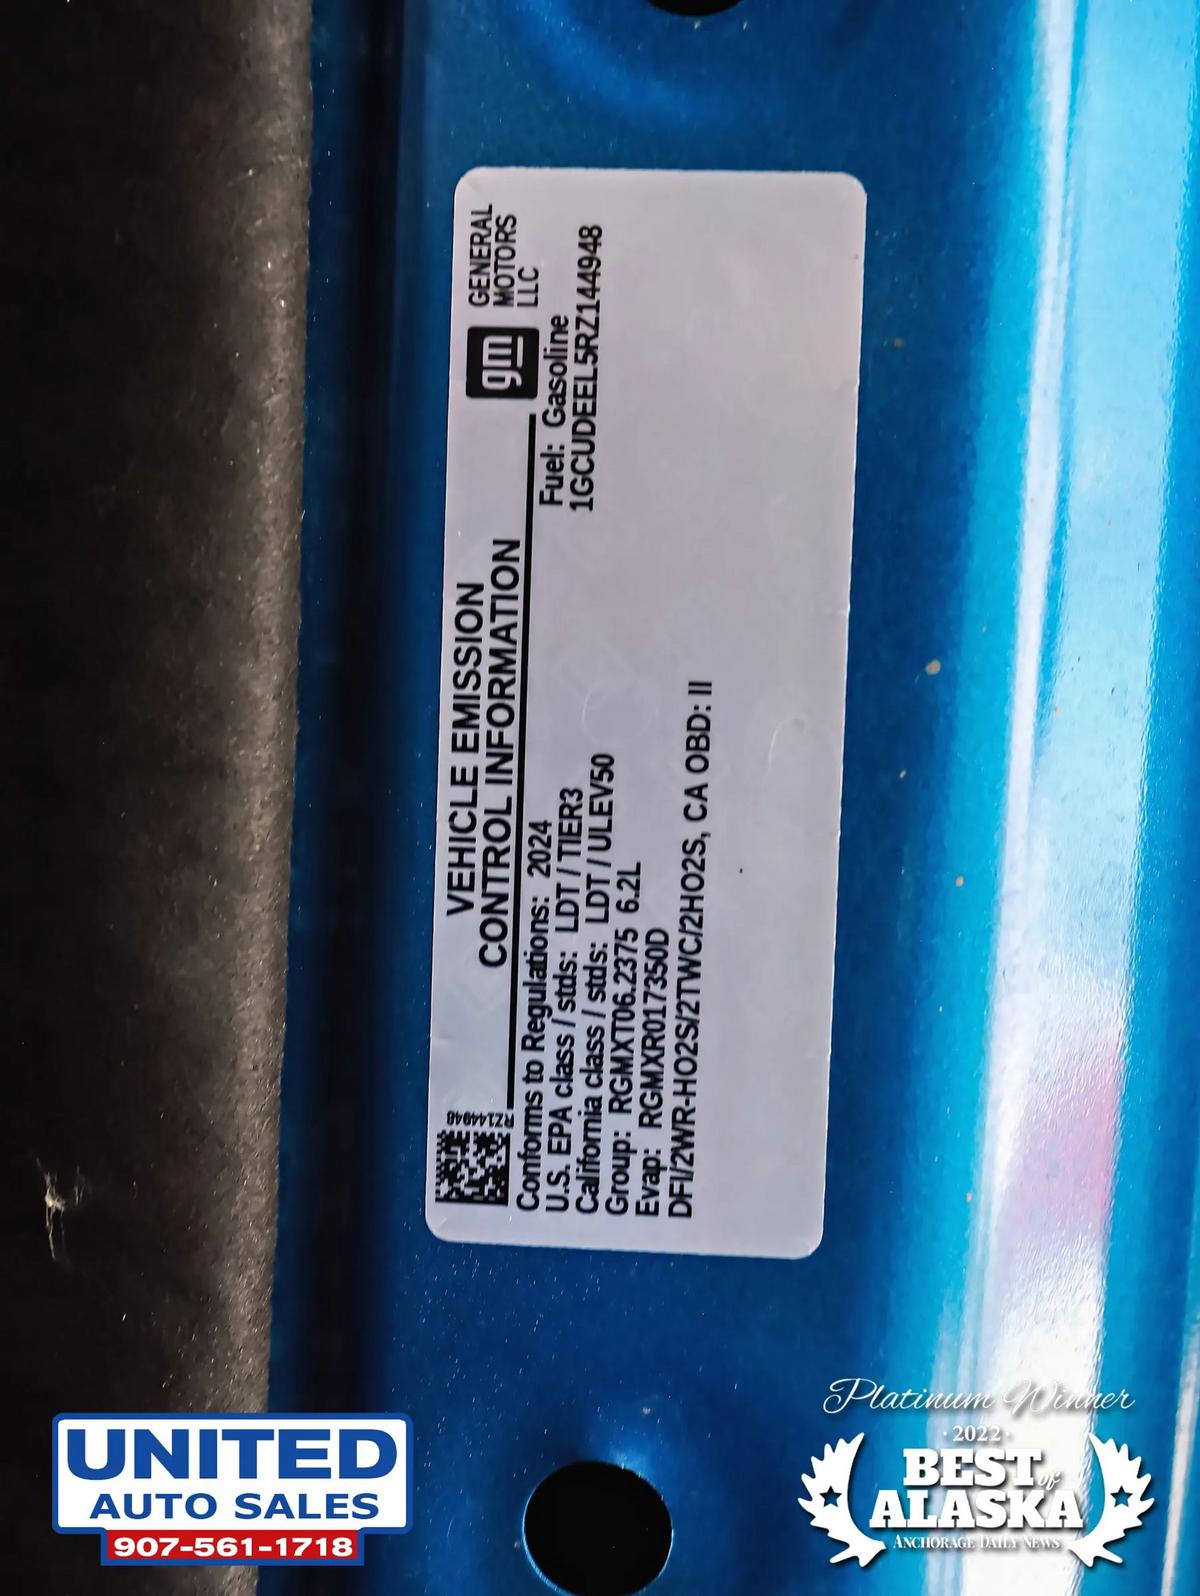 VEHICLE EMISSION
CONTROL INFORMATION
gm
GENERAL
MOTORS
LLC
RZ144948
Conforms to Regulations: 2024
Fuel: Gasoline
U.S. EPA class / stds: LDT / TIER3
1GCUDEEL5RZ144948
California class / stds: LDT / ULEV50
Group: RGMXT06.2375 6.2L
Evap: RGMXR017350D
DFI/2WR-HO2S/2TWC/2HO2S, CA OBD: II
UNITED
AUTO SALES
907-561-1718
Platinum Winner
·2022·
BEST of
ALASKA
ANCHORAGE DAILY NEWS